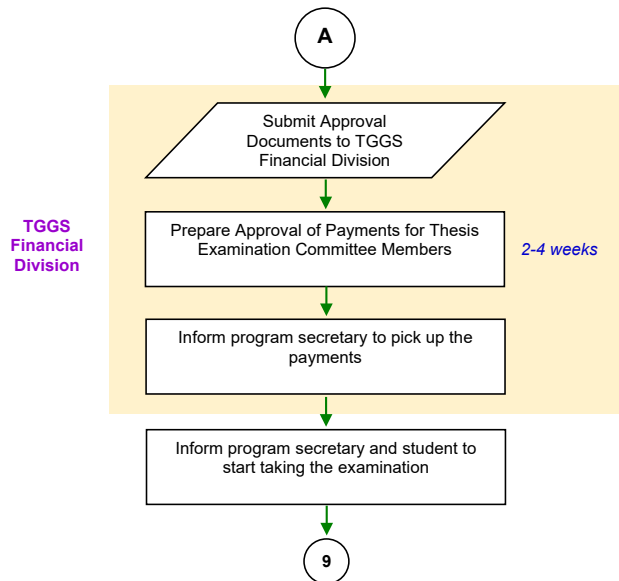 A
Submit Approval
Documents to TGGS
Financial Division
TGGS
Financial
Division
Prepare Approval of Payments for Thesis
Examination Committee Members
2-4 weeks
Inform program secretary to pick up the
payments
Inform program secretary and student to
start taking the examination
9